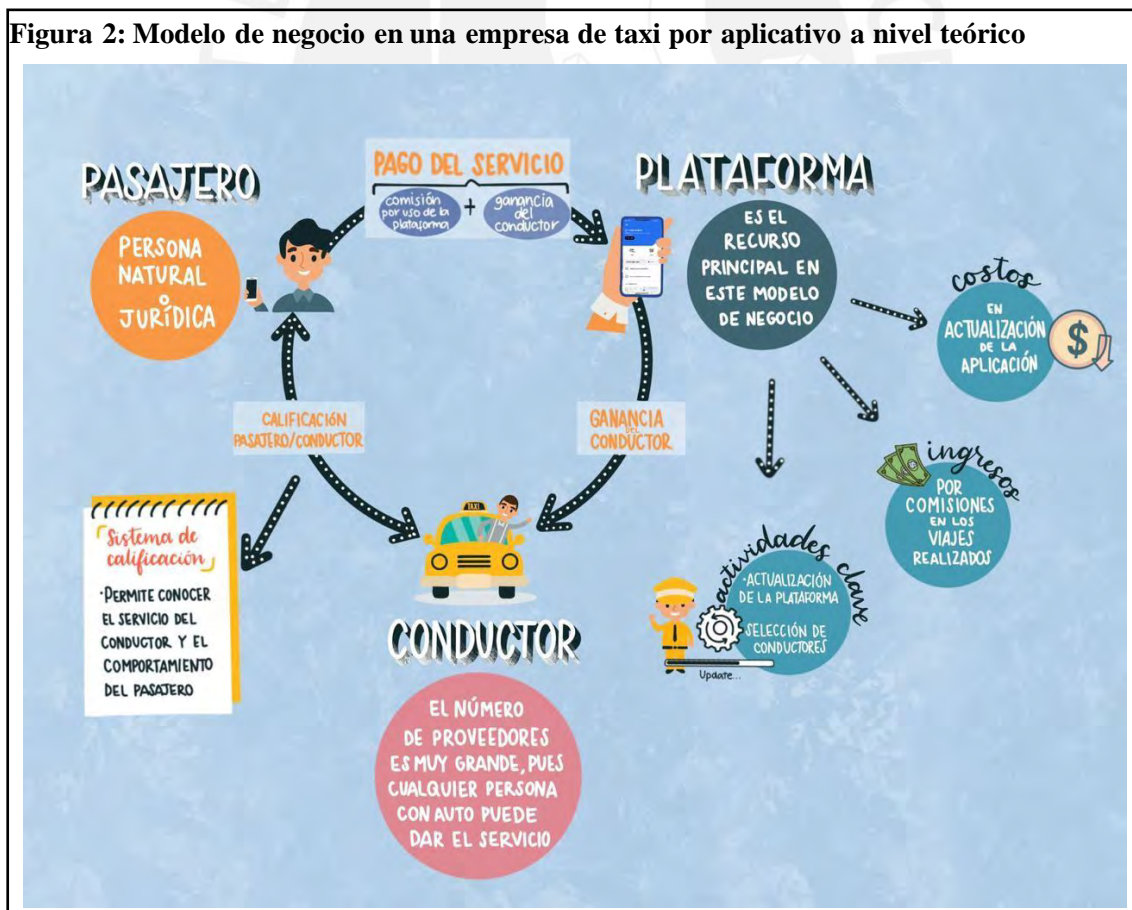 Figura 2: Modelo de negocio en una empresa de taxi por aplicativo a nivel teórico
PASAJERO
PERSONA
NATURAL
o
JURÍDICA
PAGO DEL SERVICIO
comisión
por uso de la
plataforma
+
ganancia
del
conductor
PLATAFORMA
ES EL
RECURSO
PRINCIPAL EN
ESTE MODELO
DE NEGOCIO
costos
EN
ACTUALIZACIÓN
DE LA
APLICACIÓN
$
ingresos
POR
COMISIONES
EN LOS
VIAJES
REALIZADOS
actividades clave
·ACTUALIZACIÓN
DE LA PLATAFORMA
SELECCIÓN DE
CONDUCTORES
Update...
CALIFICACIÓN
PASAJERO/CONDUCTOR
GANANCIA
DEL
CONDUCTOR
Sistema de
calificación
·PERMITE CONOCER
EL SERVICIO DEL
CONDUCTOR Y EL
COMPORTAMIENTO
DEL PASAJERO
TAXI
CONDUCTOR
EL NÚMERO
DE PROVEEDORES
ES MUY GRANDE, PUES
CUALQUIER PERSONA
CON AUTO PUEDE
DAR EL SERVICIO